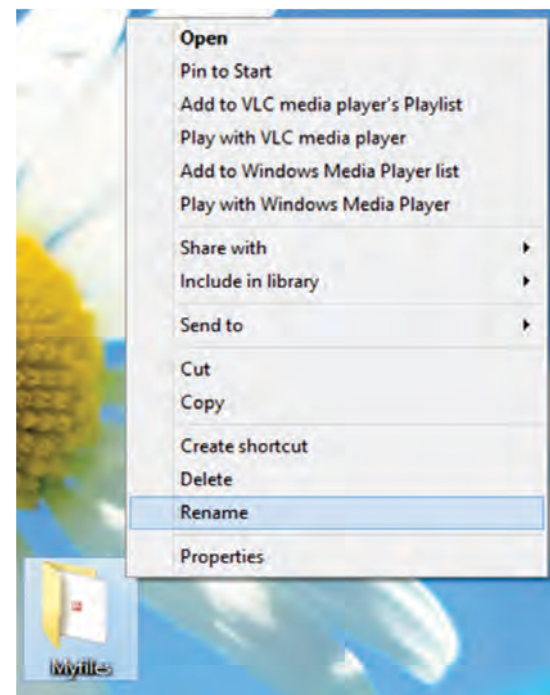 Open
Pin to Start
Add to VLC media player's Playlist
Play with VLC media player
Add to Windows Media Player list
Play with Windows Media Player
Share with
Include in library
Send to
Cut
Copy
Create shortcut
Delete
Rename
Properties
Myfiles